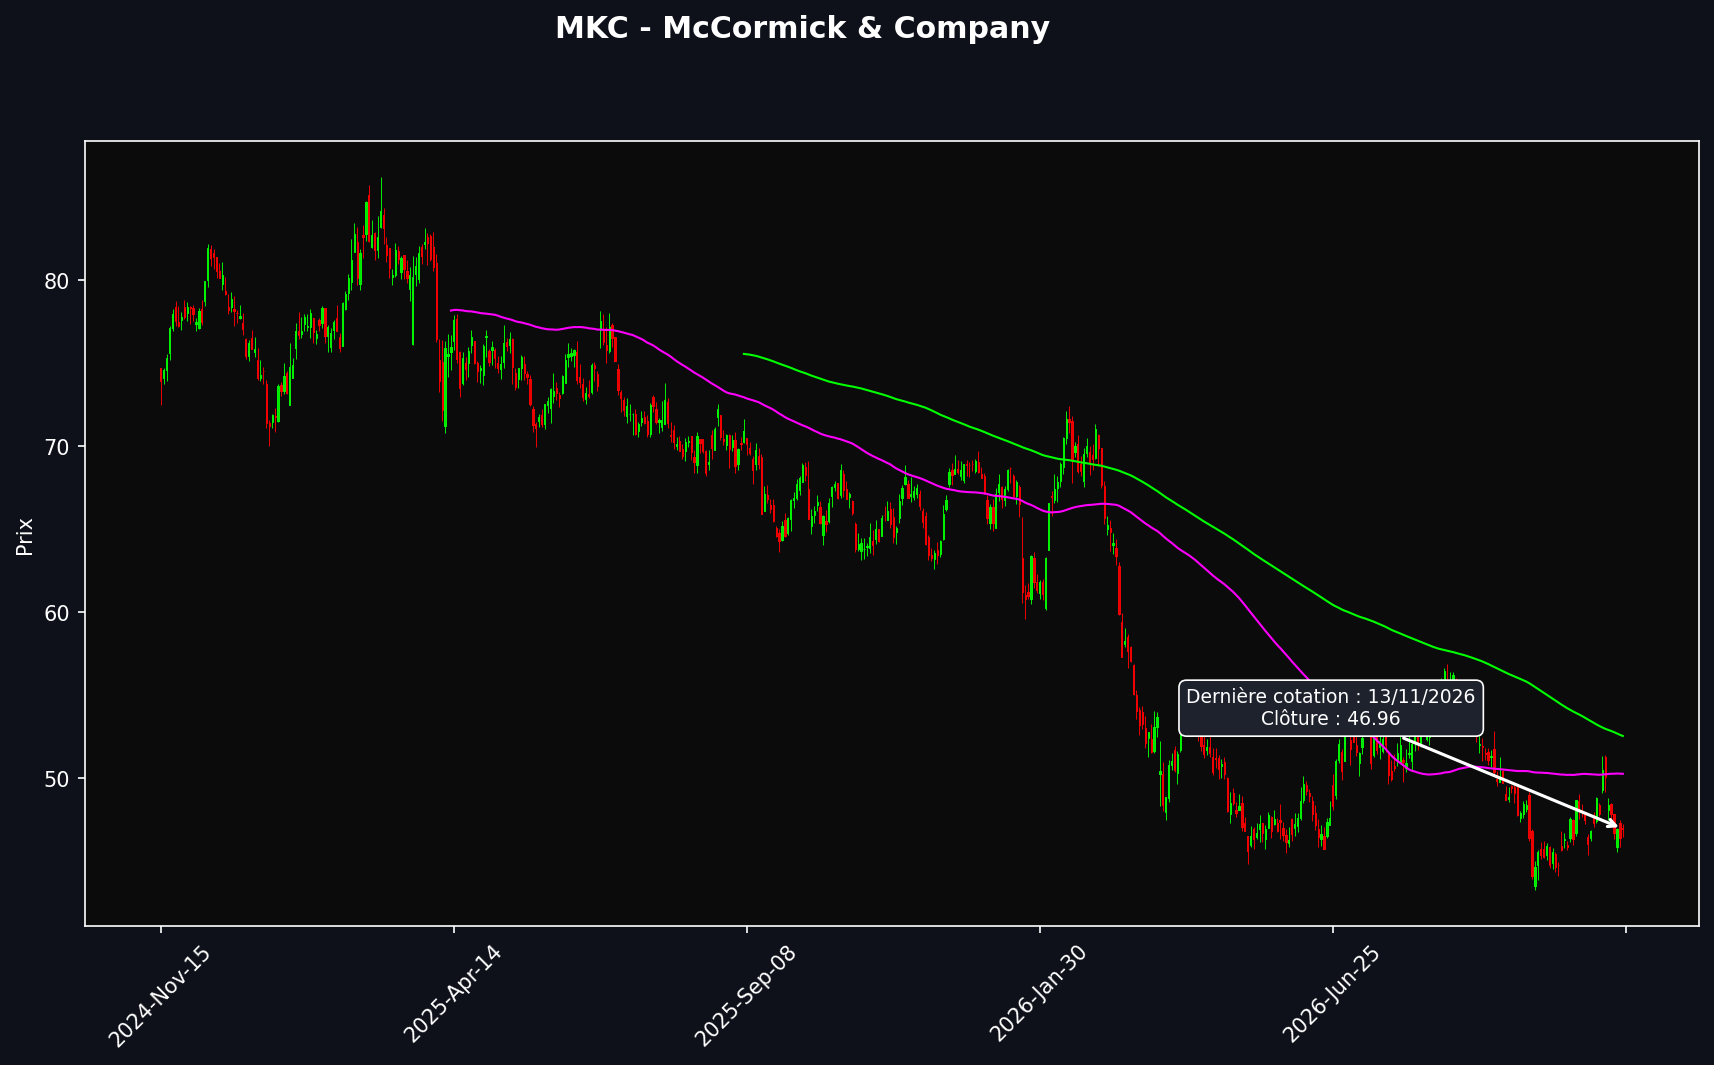 MKC - McCormick & Company
Prix
80
70
60
50
Dernière cotation : 13/11/2026
Clôture : 46.96
2024-Nov-15
2025-Apr-14
2025-Sep-08
2026-Jan-30
2026-Jun-25